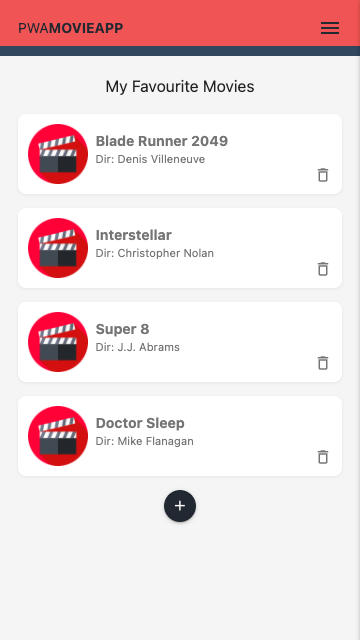 PWAMOVIEAPP
My Favourite Movies
Blade Runner 2049
Dir: Denis Villeneuve
Interstellar
Dir: Christopher Nolan
Super 8
Dir: J.J. Abrams
Doctor Sleep
Dir: Mike Flanagan